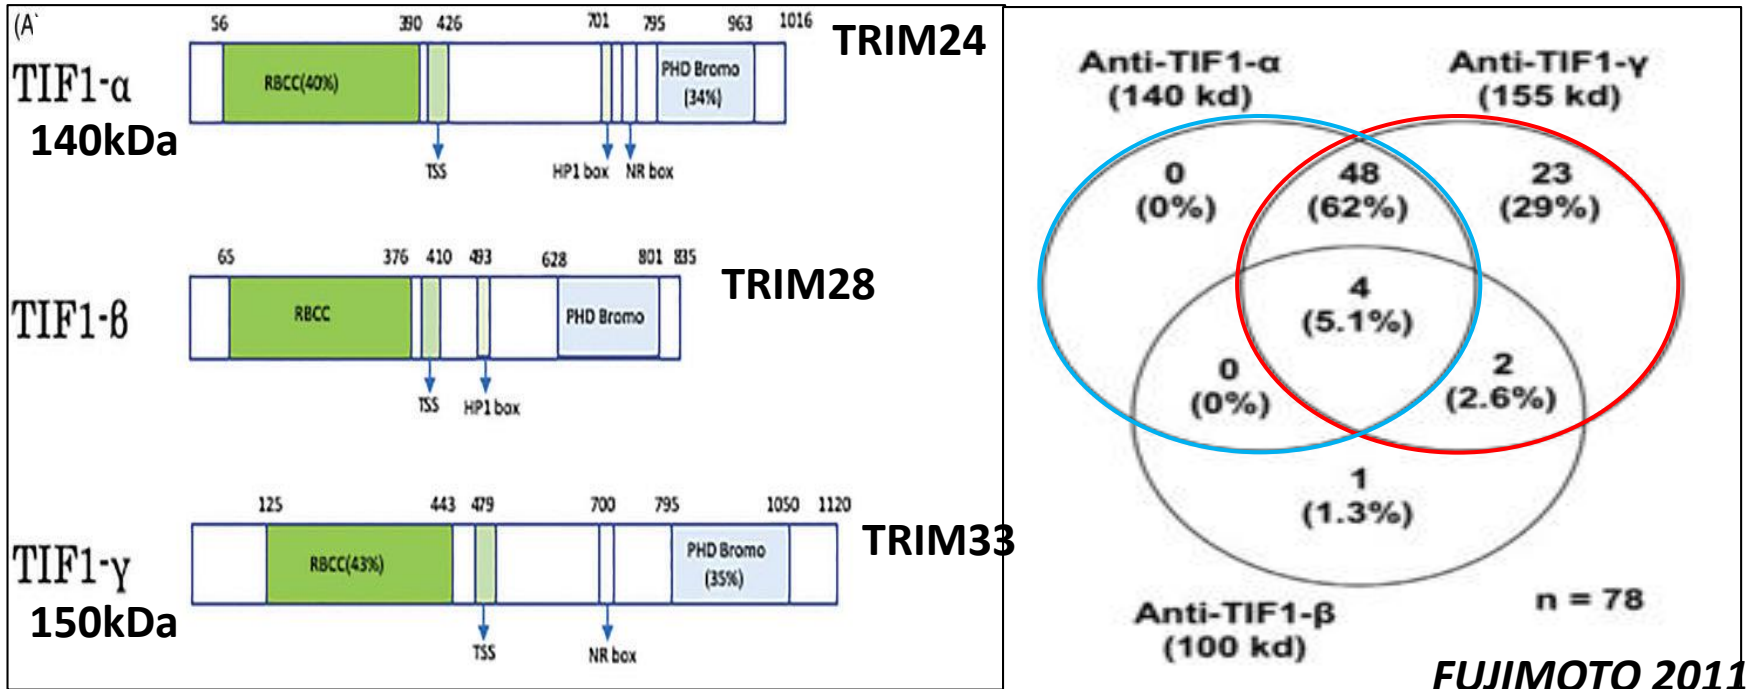 (A
56 390 426 701 795 963 1016
TRIM24
TIF1-α
140kDa
RBCC(40%)
PHD Bromo
(34%)
TSS HP1 box NR box
65 376 410 493 628 801 835
TRIM28
TIF1-β
RBCC
PHD Bromo
TSS HP1 box
125 443 479 700 795 1050 1120
TRIM33
TIF1-γ
150kDa
RBCC(43%)
PHD Bromo
(35%)
TSS NR box
Anti-TIF1-α
(140 kd)
Anti-TIF1-γ
(155 kd)
0
(0%)
48
(62%)
23
(29%)
4
(5.1%)
0
(0%)
2
(2.6%)
1
(1.3%)
Anti-TIF1-β
(100 kd)
n = 78
FUJIMOTO 2011